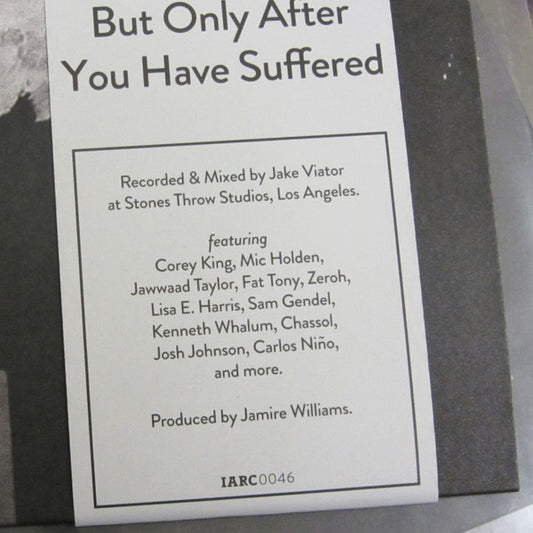 But Only After
You Have Suffered
Recorded & Mixed by Jake Viator
at Stones Throw Studios, Los Angeles.
featuring
Corey King, Mic Holden,
Jawwaad Taylor, Fat Tony, Zeroh,
Lisa E. Harris, Sam Gendel,
Kenneth Whalum, Chassol,
Josh Johnson, Carlos Niño,
and more.
Produced by Jamire Williams.
IARC0046